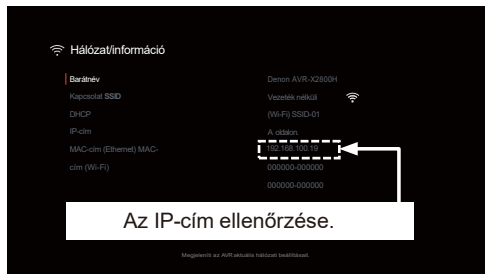 Hálózat/információ
Barátnév Denon AVR-X2800H
Kapcsolat SSID Vezeték nélküli
DHCP (Wi-Fi) SSID-01
IP-cím A oldalon.
MAC-cím (Ethernet) MAC- 192.168.100.19
cím (Wi-Fi) 000000-000000
000000-000000
Az IP-cím ellenőrzése.
Megjeleníti az AVR aktuális hálózati beállításait.